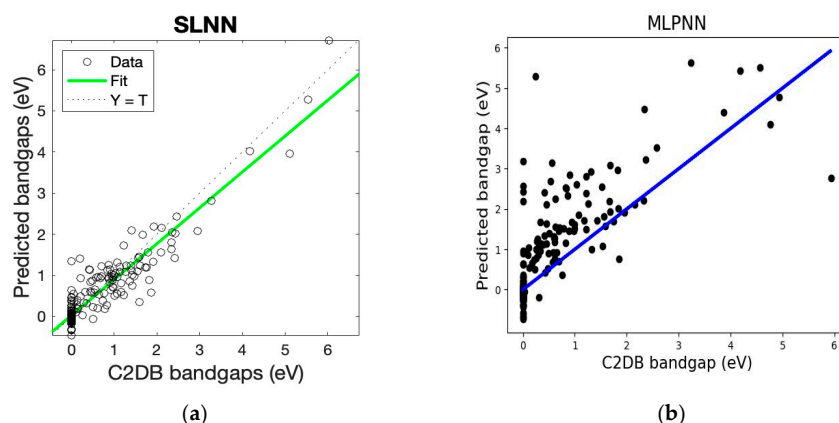 SLNN
Data
Fit
Y = T
Predicted bandgaps (eV)
6
5
4
3
2
1
0
0 1 2 3 4 5 6
C2DB bandgaps (eV)
(a)
MLPNN
Predicted bandgap (eV)
6
5
4
3
2
1
0
0 1 2 3 4 5 6
C2DB bandgap (eV)
(b)